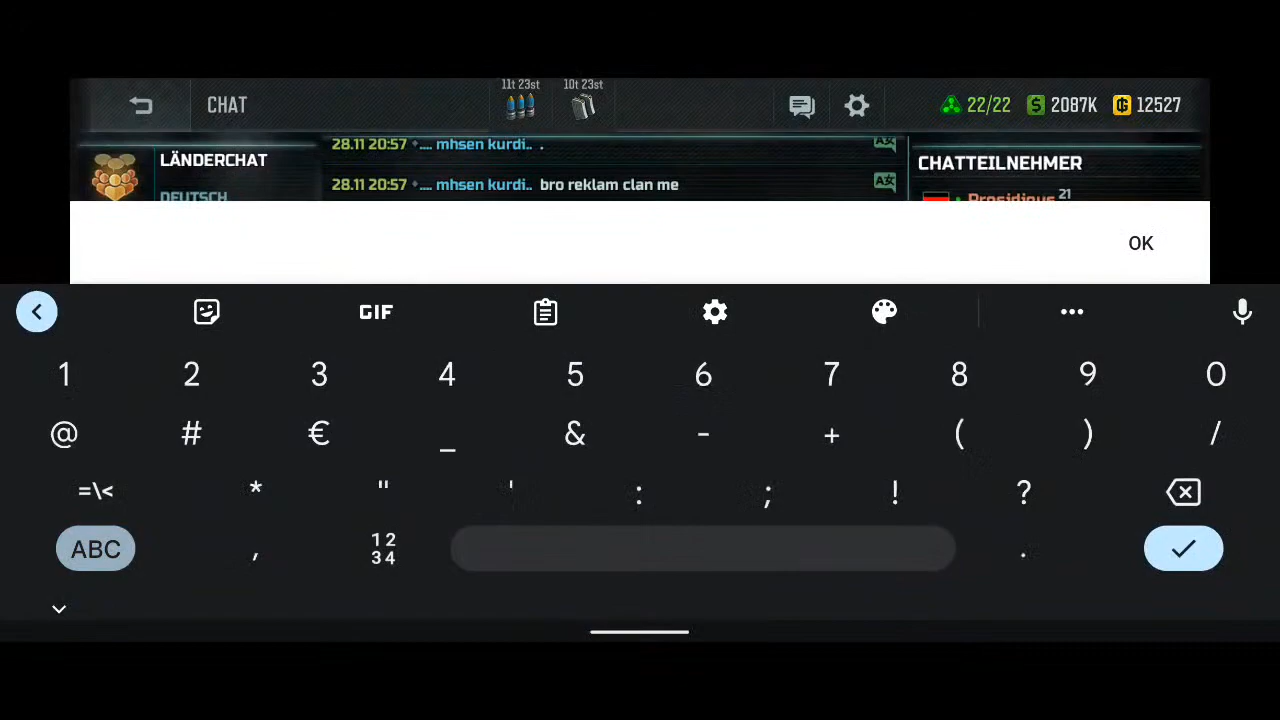 11t 23st 10t 23st
CHAT 22/22 2087K 12527
28.11 20:57 .... mhsen kurdi.. .
LÄNDERCHAT CHATTEILNEHMER
28.11 20:57 .... mhsen kurdi.. bro reklam clan me
DEUTSCH Prosidious 21
OK
GIF
1 2 3 4 5 6 7 8 9 0
@ # € _ & - + ( ) /
=\< * " ' : ; ! ?
ABC , 12 .
34